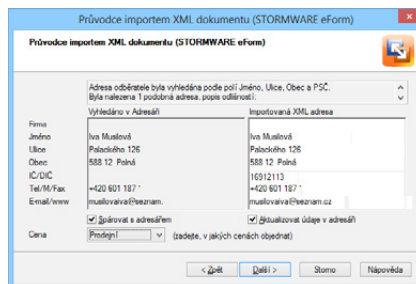 Průvodce importem XML dokumentu (STORMWARE eForm)
Průvodce importem XML dokumentu (STORMWARE eForm)
Adresa odběratele byla vyhledána podle polí Jméno, Ulice, Obec a PSČ.
Byla nalezena 1 podobná adresa, popis odlišností:
Vyhledáno v Adresáři Importovaná XML adresa
Firma
Jméno Iva Musilová Iva Musilová
Ulice Palackého 126 Palackého 126
Obec 588 12 Polná 588 12 Polná
IČ/DIČ 16912113
Tel/M/Fax +420 601 187 +420 601 187
E-mail/www musilovaiva@seznam. musilovaiva@seznam.cz
Spárovat s adresářem Aktualizovat údaje v adresáři
Cena Prodejní (zadejte, v jakých cenách objednat)
< Zpět Další > Storno Nápověda